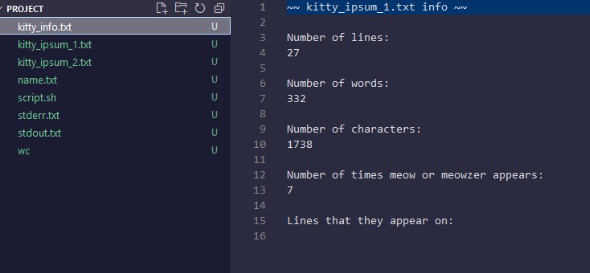 PROJECT
kitty_info.txt U
kitty_ipsum_1.txt U
kitty_ipsum_2.txt U
name.txt U
script.sh U
stderr.txt U
stdout.txt U
wc U
1 ~~ kitty_ipsum_1.txt info ~~
2
3 Number of lines:
4 27
5
6 Number of words:
7 332
8
9 Number of characters:
10 1738
11
12 Number of times meow or meowzer appears:
13 7
14
15 Lines that they appear on:
16